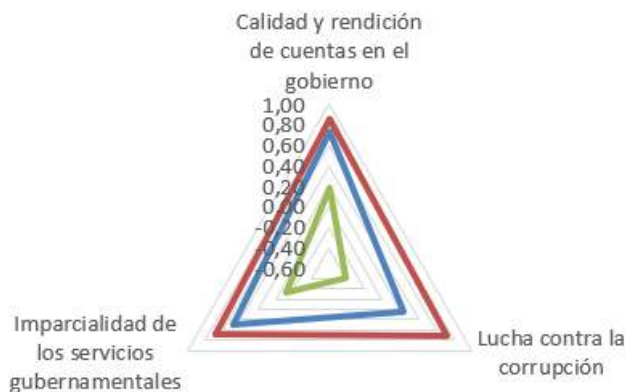 Calidad y rendición
de cuentas en el
gobierno
1,00
0,80
0,60
0,40
0,20
0,00
-0,20
-0,40
-0,60
Imparcialidad de
los servicios
gubernamentales
Lucha contra la
corrupción